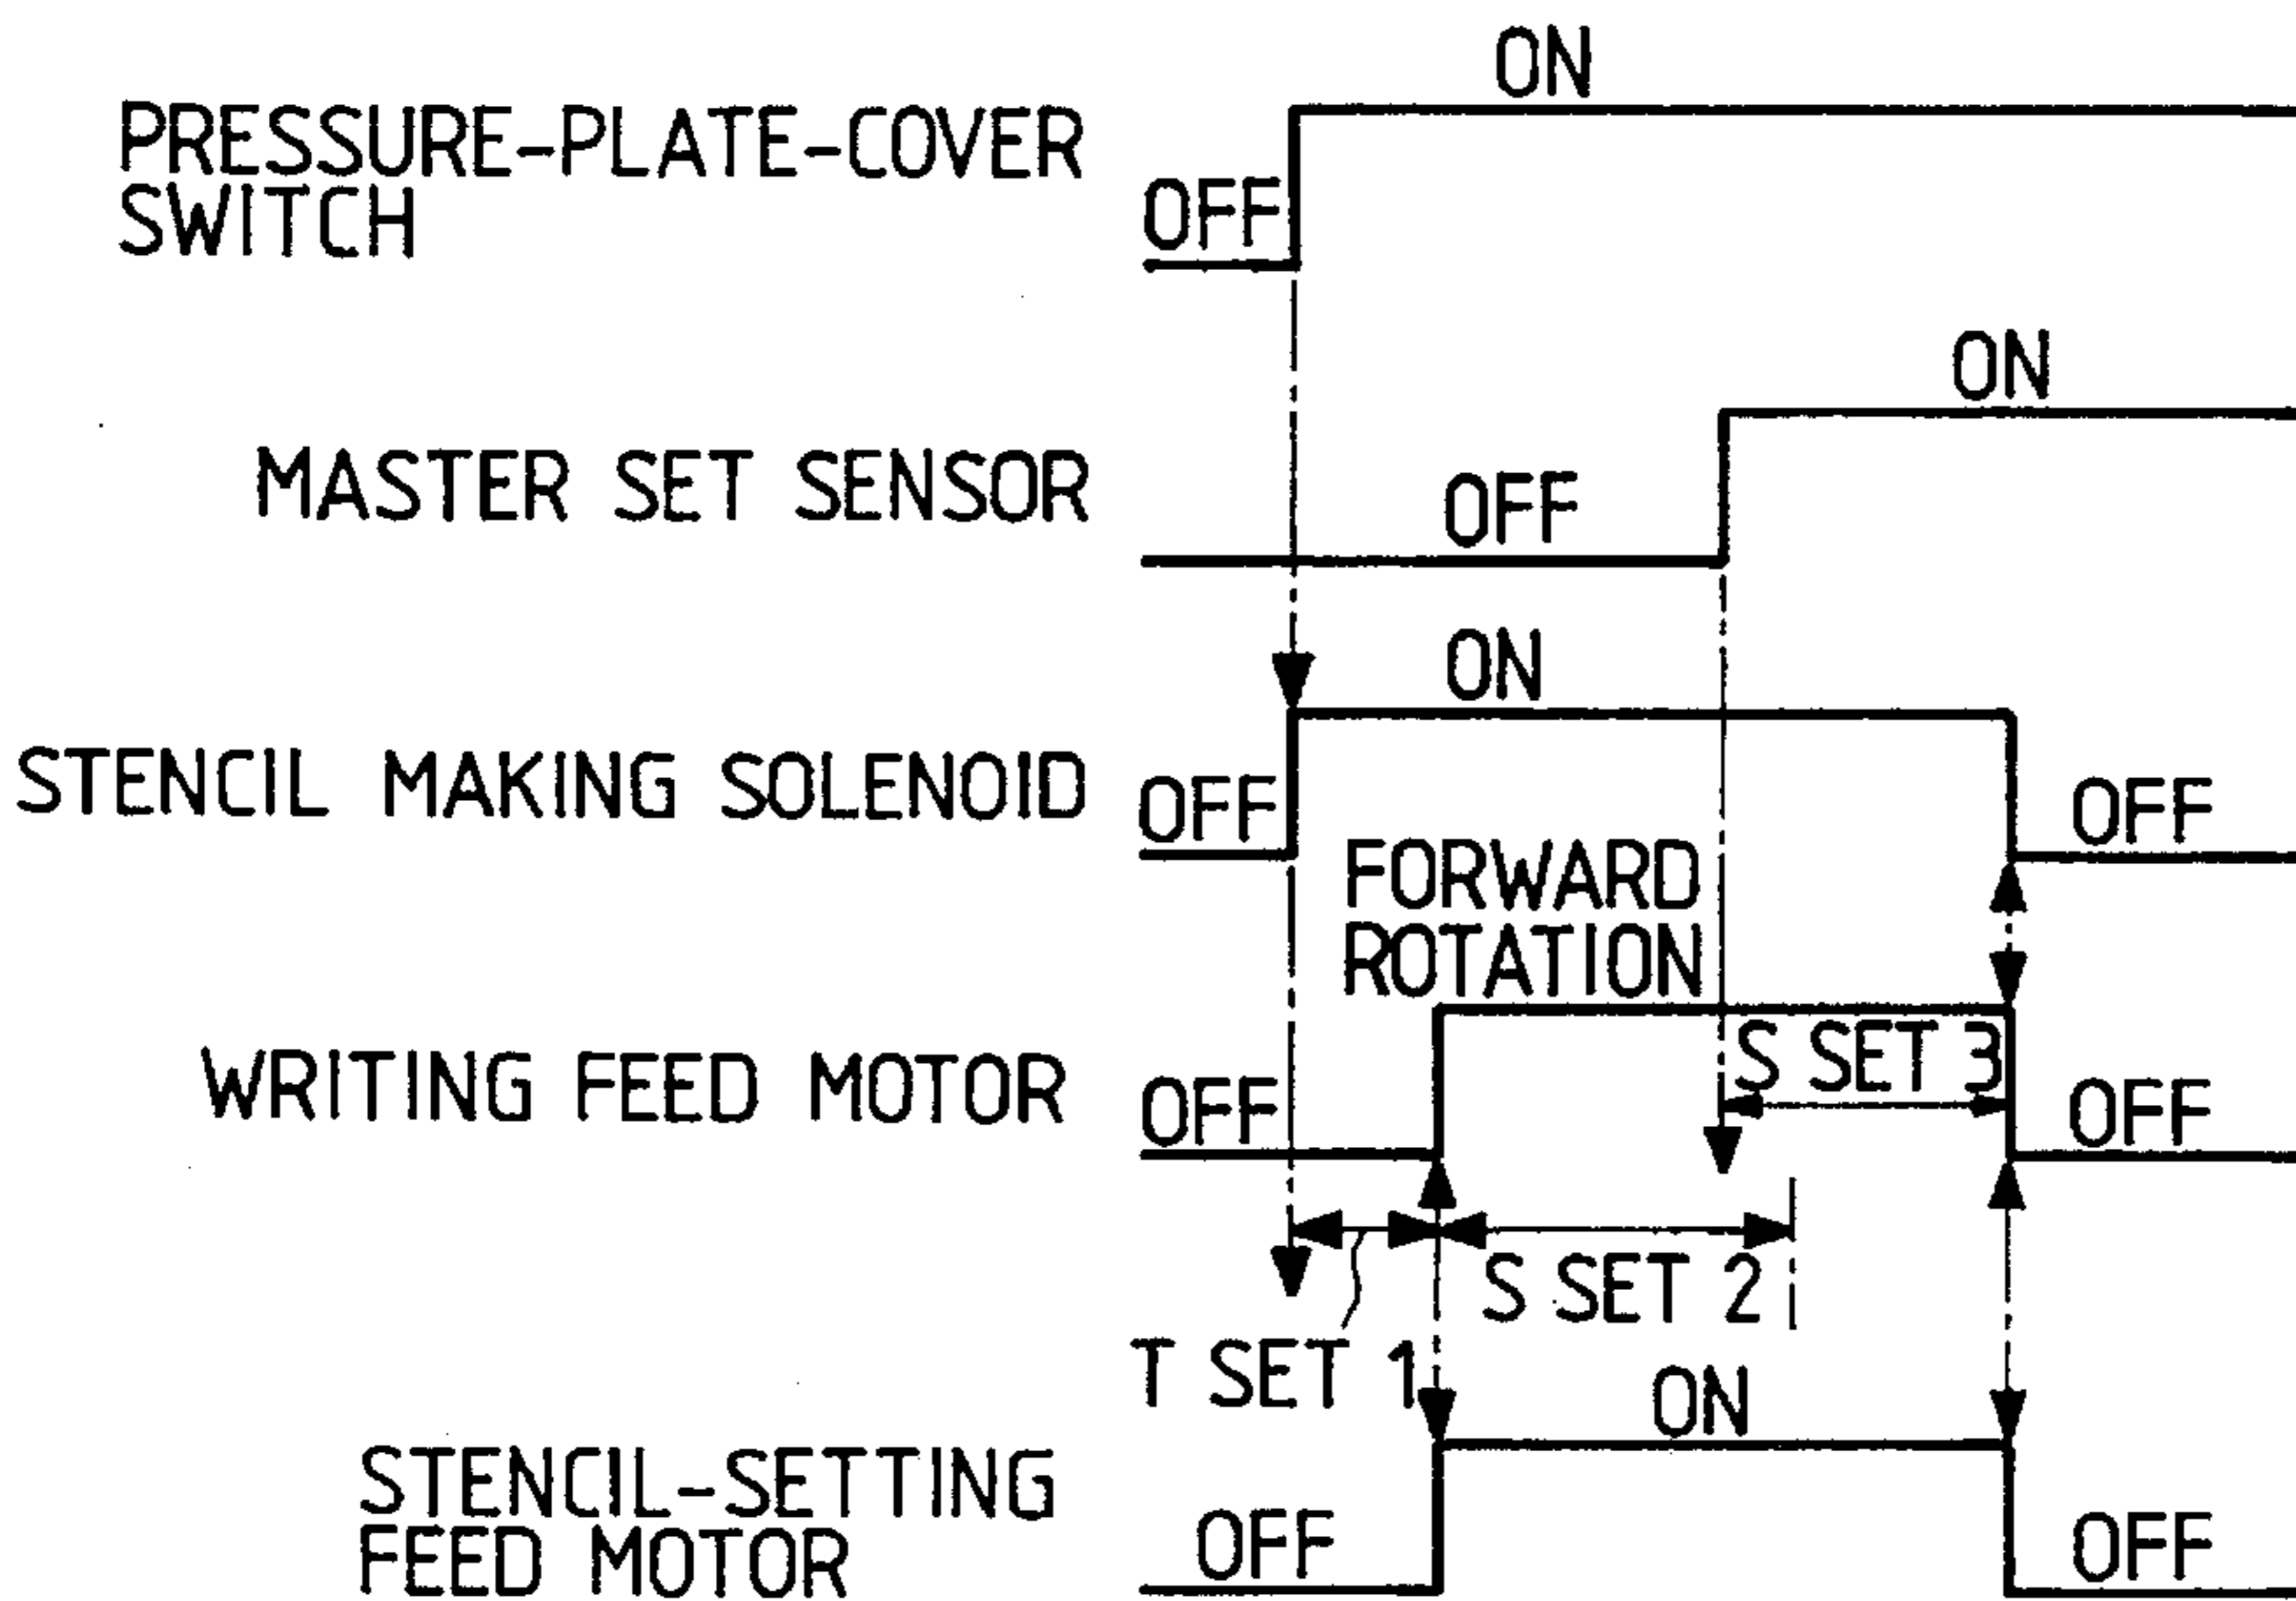 ON
PRESSURE-PLATE-COVER
SWITCH
OFF
ON
MASTER SET SENSOR
OFF
ON
STENCIL MAKING SOLENOID
OFF
OFF
FORWARD
ROTATION
S SET 3
WRITING FEED MOTOR
OFF
OFF
S SET 2
T SET 1
ON
STENCIL-SETTING
FEED MOTOR
OFF
OFF